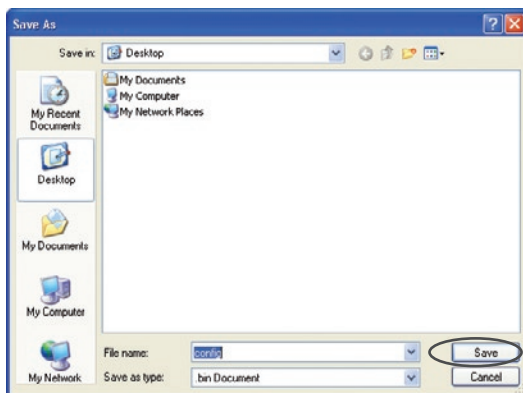 Save As
Save in: Desktop
My Documents
My Computer
My Network Places
My Recent
Documents
Desktop
My Documents
My Computer
My Network
File name: config
Save as type: .bin Document
Save
Cancel